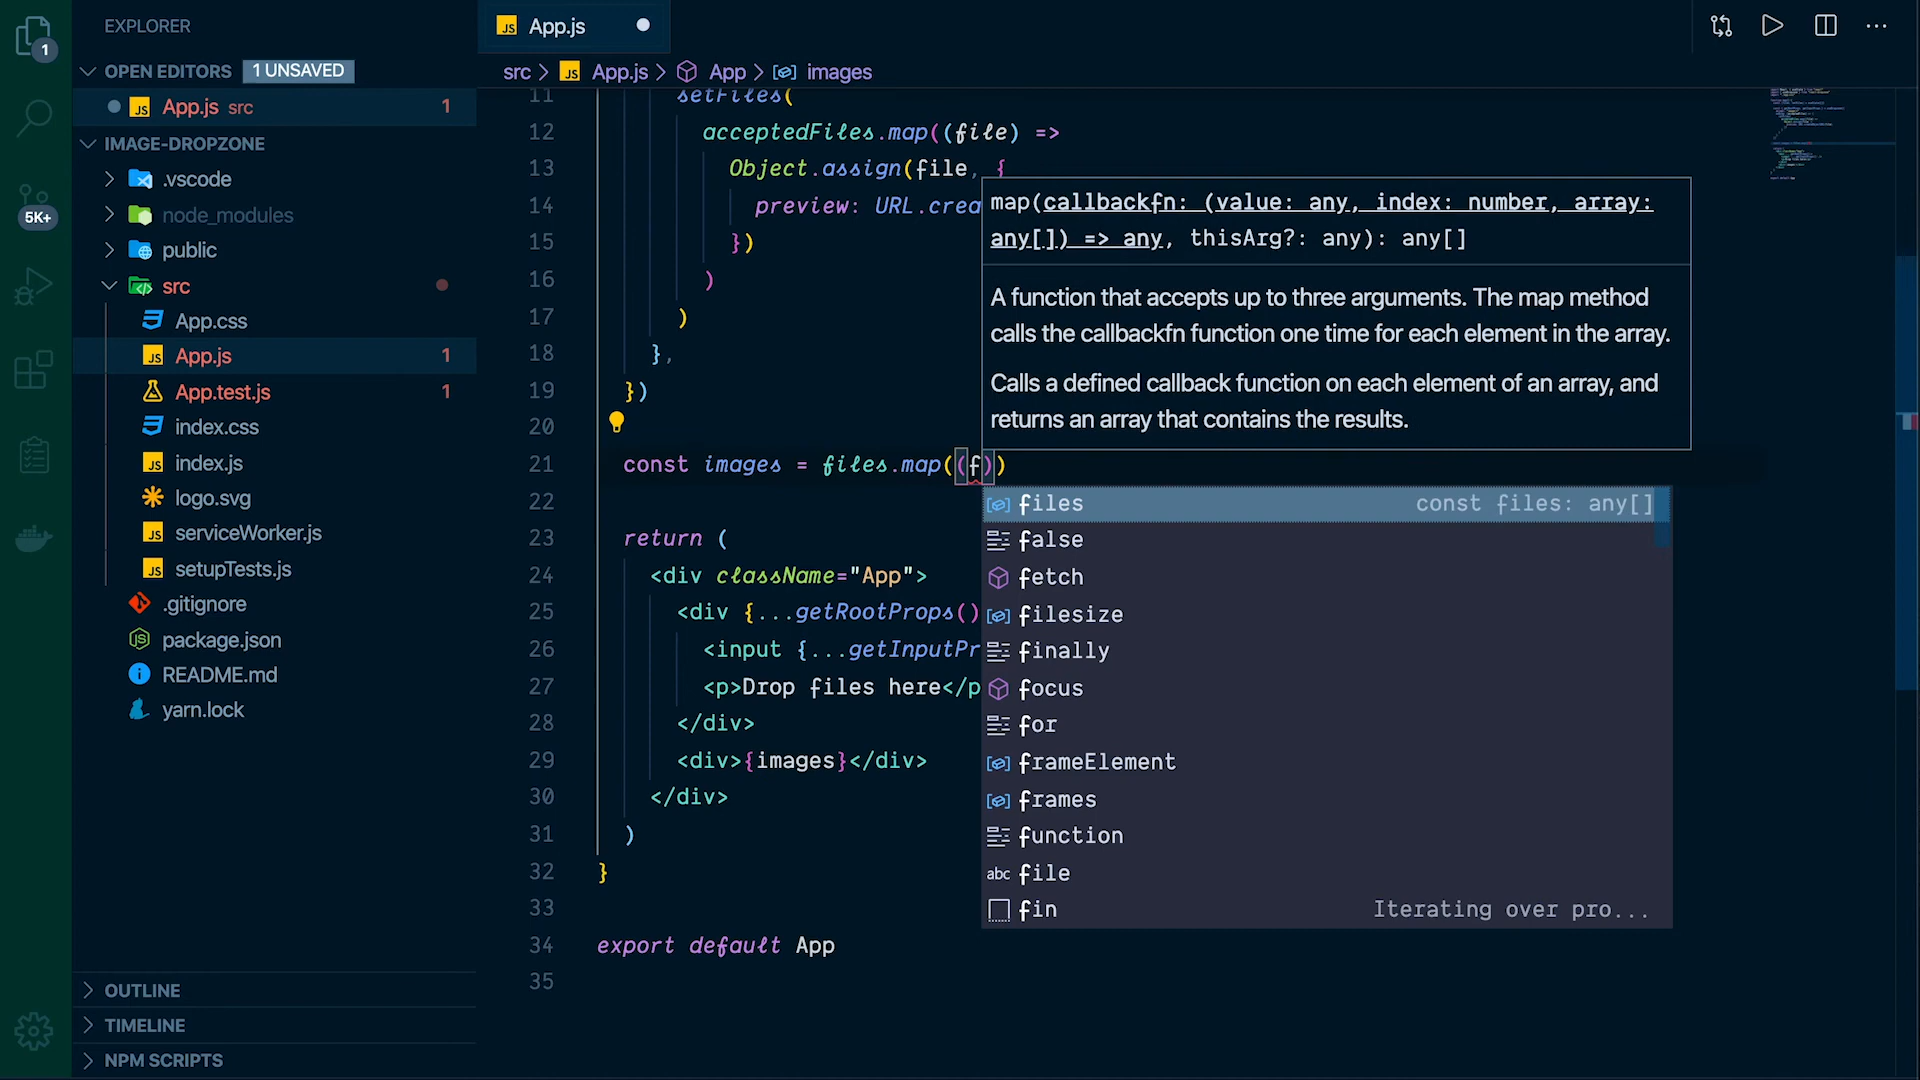 EXPLORER
1
OPEN EDITORS 1 UNSAVED
App.js src 1
IMAGE-DROPZONE
.vscode
5K+
node_modules
public
src
App.css
App.js 1
App.test.js 1
index.css
index.js
logo.svg
serviceWorker.js
setupTests.js
.gitignore
package.json
README.md
yarn.lock
OUTLINE
TIMELINE
NPM SCRIPTS
JS App.js
src > JS App.js > App > images
11 setFiles(
12 acceptedFiles.map((file) =>
13 Object.assign(file, {
14 preview: URL.crea
15 })
16 )
17 )
18 },
19 })
20
21 const images = files.map((f))
22
23 return (
24 <div className="App">
25 <div {...getRootProps()
26 <input {...getInputPr
27 <p>Drop files here</p
28 </div>
29 <div>{images}</div>
30 </div>
31 )
32 }
33
34 export default App
35
map(callbackfn: (value: any, index: number, array:
any[]) => any, thisArg?: any): any[]
A function that accepts up to three arguments. The map method
calls the callbackfn function one time for each element in the array.
Calls a defined callback function on each element of an array, and
returns an array that contains the results.
files const files: any[]
false
fetch
filesize
finally
focus
for
frameElement
frames
function
abc file
fin Iterating over pro...